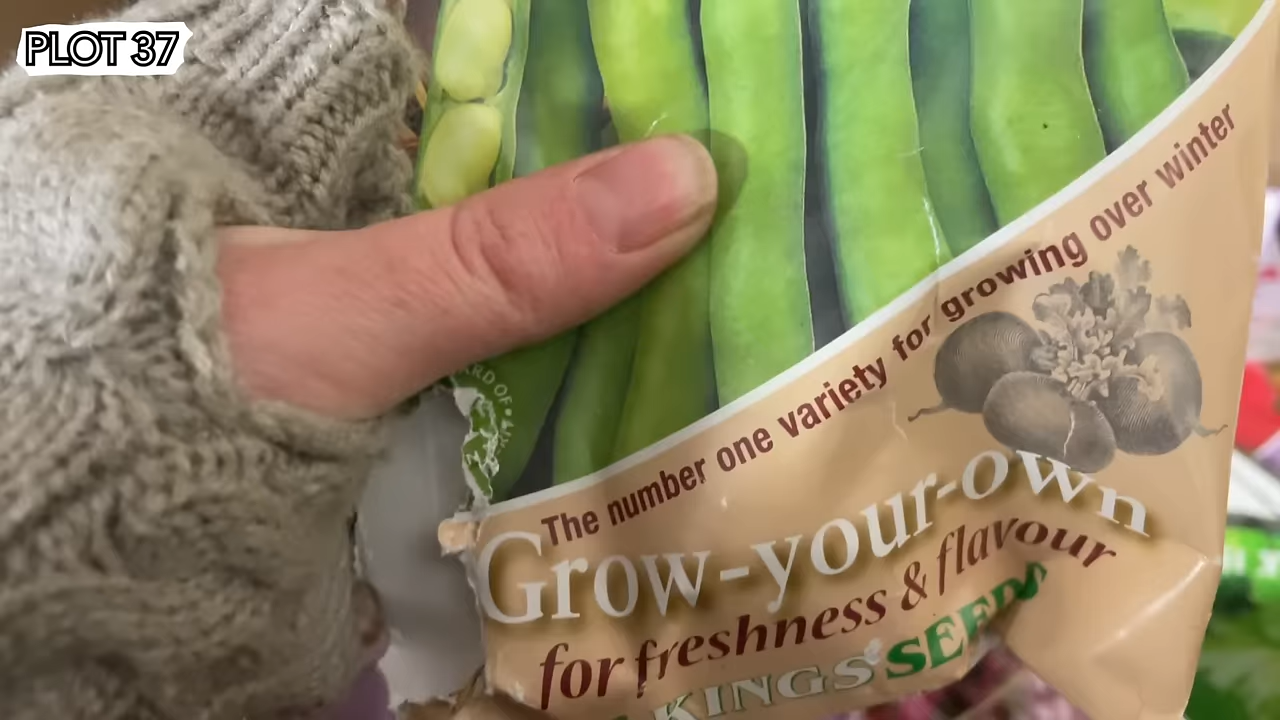 PLOT 37
The number one variety for growing over winter
Grow-your-own
for freshness & flavour
KINGS SEEDS